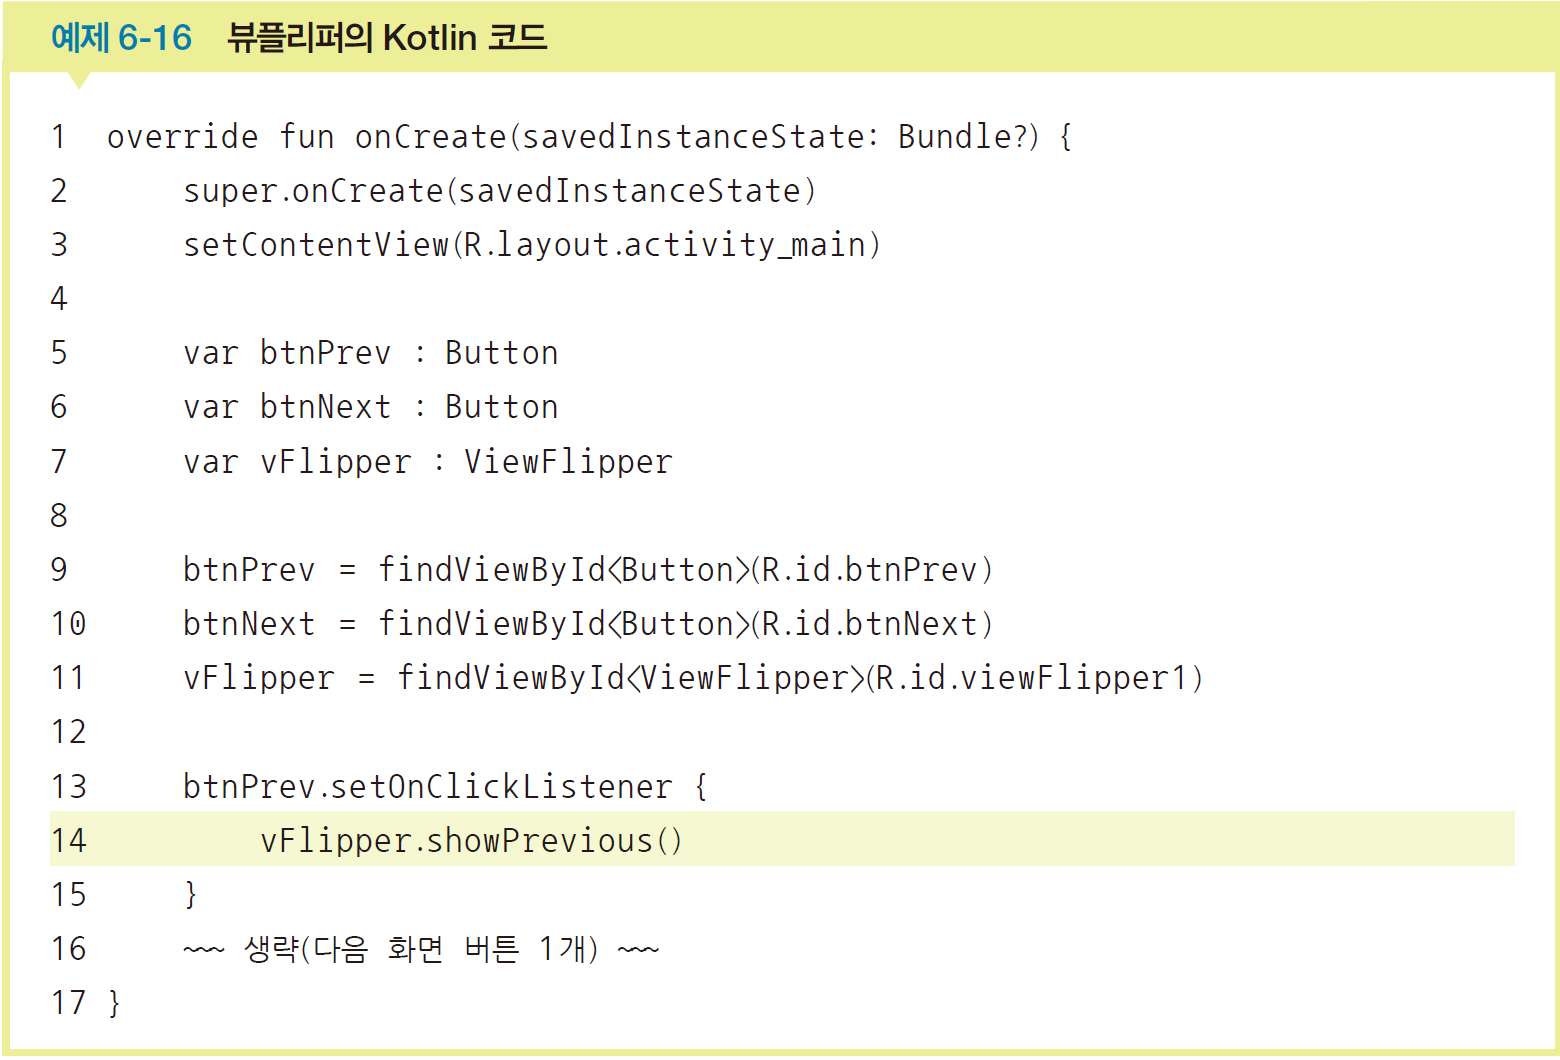 예제 6-16 뷰플리퍼의 Kotlin 코드
1 override fun onCreate(savedInstanceState: Bundle?) {
2     super.onCreate(savedInstanceState)
3     setContentView(R.layout.activity_main)
4
5     var btnPrev : Button
6     var btnNext : Button
7     var vFlipper : ViewFlipper
8
9     btnPrev = findViewById<Button>(R.id.btnPrev)
10     btnNext = findViewById<Button>(R.id.btnNext)
11     vFlipper = findViewById<ViewFlipper>(R.id.viewFlipper1)
12
13     btnPrev.setOnClickListener {
14         vFlipper.showPrevious()
15     }
16     ~~~ 생략(다음 화면 버튼 1개) ~~~
17 }